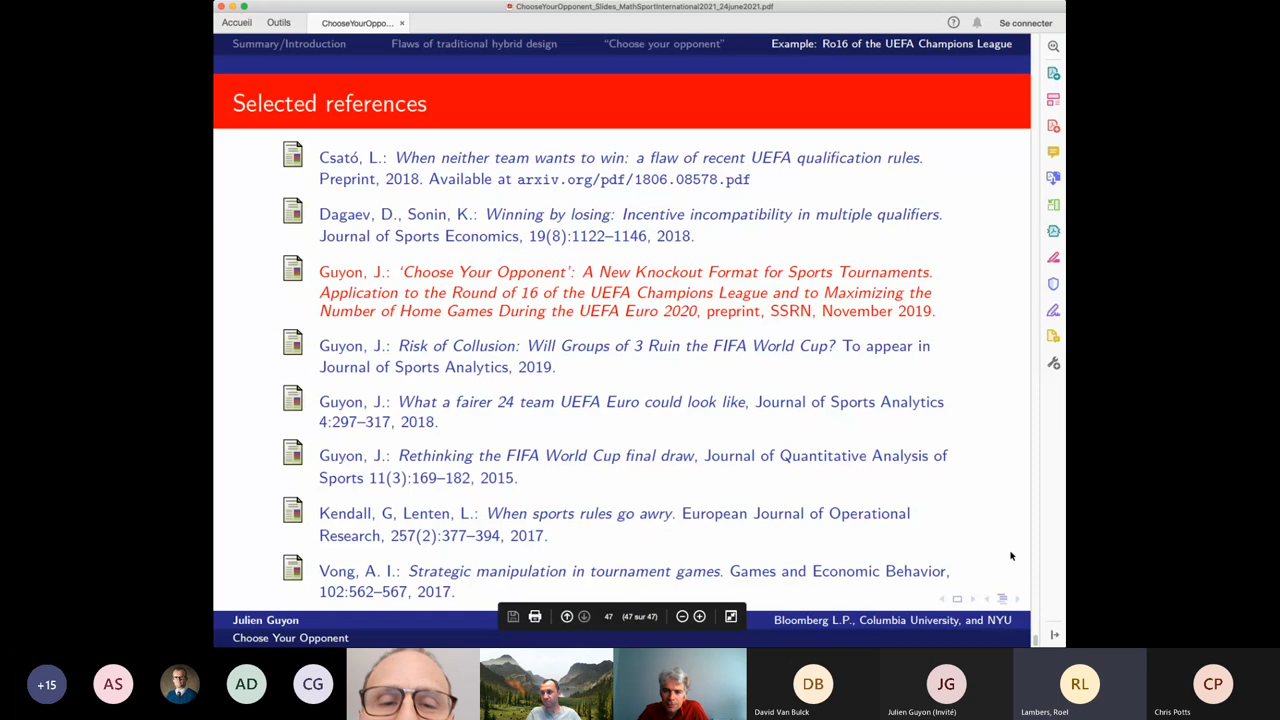 ChooseYourOpponent_Slides_MathSportInternational2021_24june2021.pdf
Accueil Outils ChooseYourOppo... × Se connecter
Summary/Introduction Flaws of traditional hybrid design "Choose your opponent" Example: Ro16 of the UEFA Champions League
Selected references
Csató, L.: When neither team wants to win: a flaw of recent UEFA qualification rules.
Preprint, 2018. Available at arxiv.org/pdf/1806.08578.pdf
Dagaev, D., Sonin, K.: Winning by losing: Incentive incompatibility in multiple qualifiers.
Journal of Sports Economics, 19(8):1122–1146, 2018.
Guyon, J.: ‘Choose Your Opponent’: A New Knockout Format for Sports Tournaments.
Application to the Round of 16 of the UEFA Champions League and to Maximizing the
Number of Home Games During the UEFA Euro 2020, preprint, SSRN, November 2019.
Guyon, J.: Risk of Collusion: Will Groups of 3 Ruin the FIFA World Cup? To appear in
Journal of Sports Analytics, 2019.
Guyon, J.: What a fairer 24 team UEFA Euro could look like, Journal of Sports Analytics
4:297–317, 2018.
Guyon, J.: Rethinking the FIFA World Cup final draw, Journal of Quantitative Analysis of
Sports 11(3):169–182, 2015.
Kendall, G, Lenten, L.: When sports rules go awry. European Journal of Operational
Research, 257(2):377–394, 2017.
Vong, A. I.: Strategic manipulation in tournament games. Games and Economic Behavior,
102:562–567, 2017.
47 (47 sur 47)
Julien Guyon Bloomberg L.P., Columbia University, and NYU
Choose Your Opponent
+15 AS AD CG DB JG RL CP
David Van Bulck Julien Guyon (Invité) Lambers, Roel Chris Potts